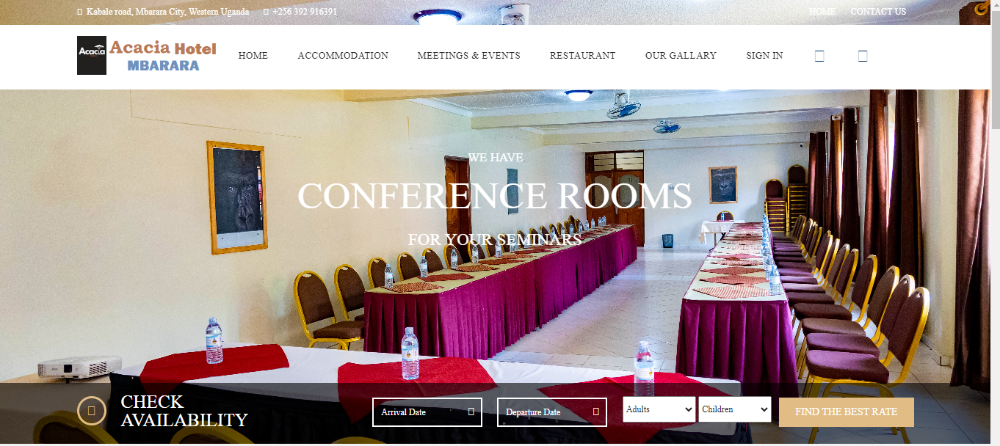 Kabale road, Mbarara City, Western Uganda +256 392 916391 HOME CONTACT US
Acacia
Acacia Hotel
MBARARA
HOME ACCOMMODATION MEETINGS & EVENTS RESTAURANT OUR GALLARY SIGN IN
WE HAVE
CONFERENCE ROOMS
FOR YOUR SEMINARS
CHECK
AVAILABILITY
Arrival Date Departure Date Adults Children FIND THE BEST RATE